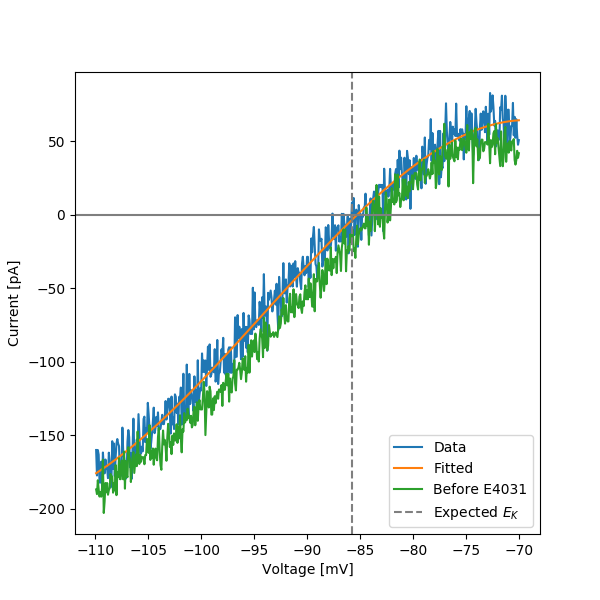 50
0
−50
−100
−150
−200
Current [pA]
−110 −105 −100 −95 −90 −85 −80 −75 −70
Voltage [mV]
Data
Fitted
Before E4031
Expected E_K